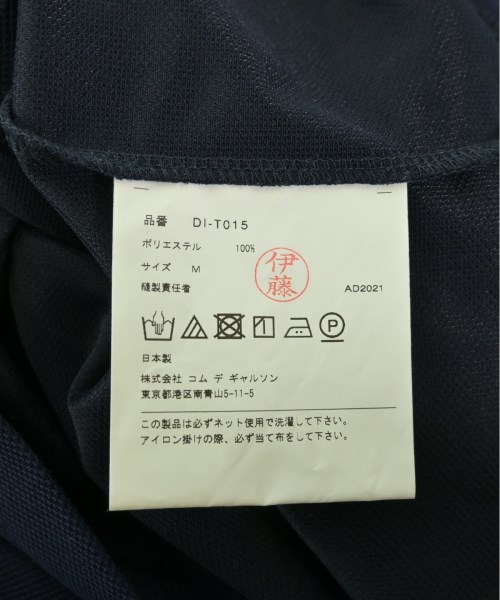 品番 DI-T015
ポリエステル 100%
サイズ M
縫製責任者 伊藤 AD2021
日本製
株式会社 コム デ ギャルソン
東京都港区南青山5-11-5
この製品は必ずネット使用で洗濯して下さい。
アイロン掛けの際、必ず当て布をして下さい。